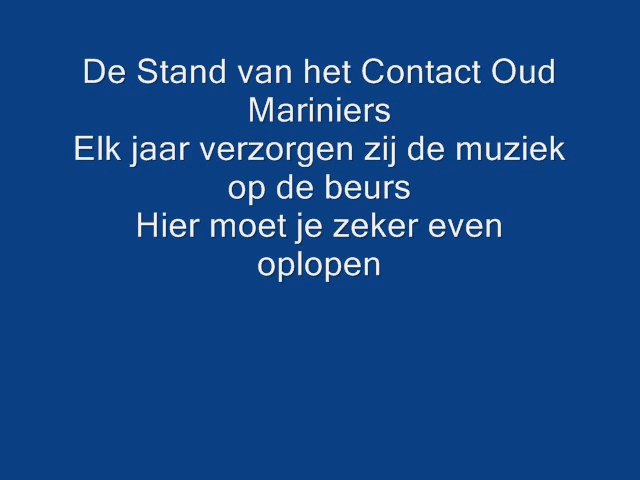 De Stand van het Contact Oud
Mariniers
Elk jaar verzorgen zij de muziek
op de beurs
Hier moet je zeker even
oplopen